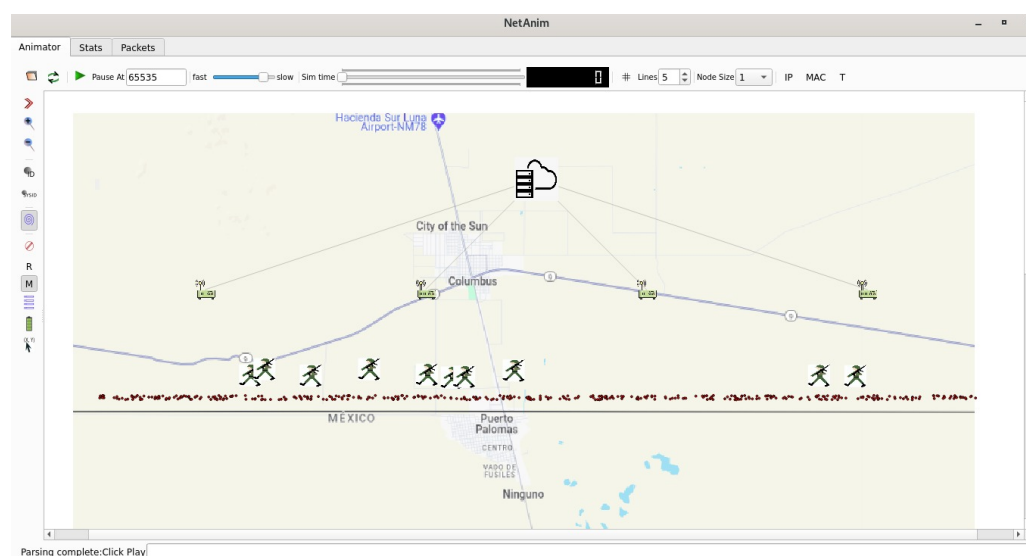 NetAnim
Animator Stats Packets
Pause At 65535 fast slow Sim time 0 # Lines 5 Node Size 1 IP MAC T
Hacienda Sur Luna
Airport-NM78
ID
City of the Sun
R
Columbus
9
M
9
9
9
MÉXICO
Puerto
Palomas
CENTRO
VADO DE
FUSILES
Ninguno
Parsing complete:Click Play